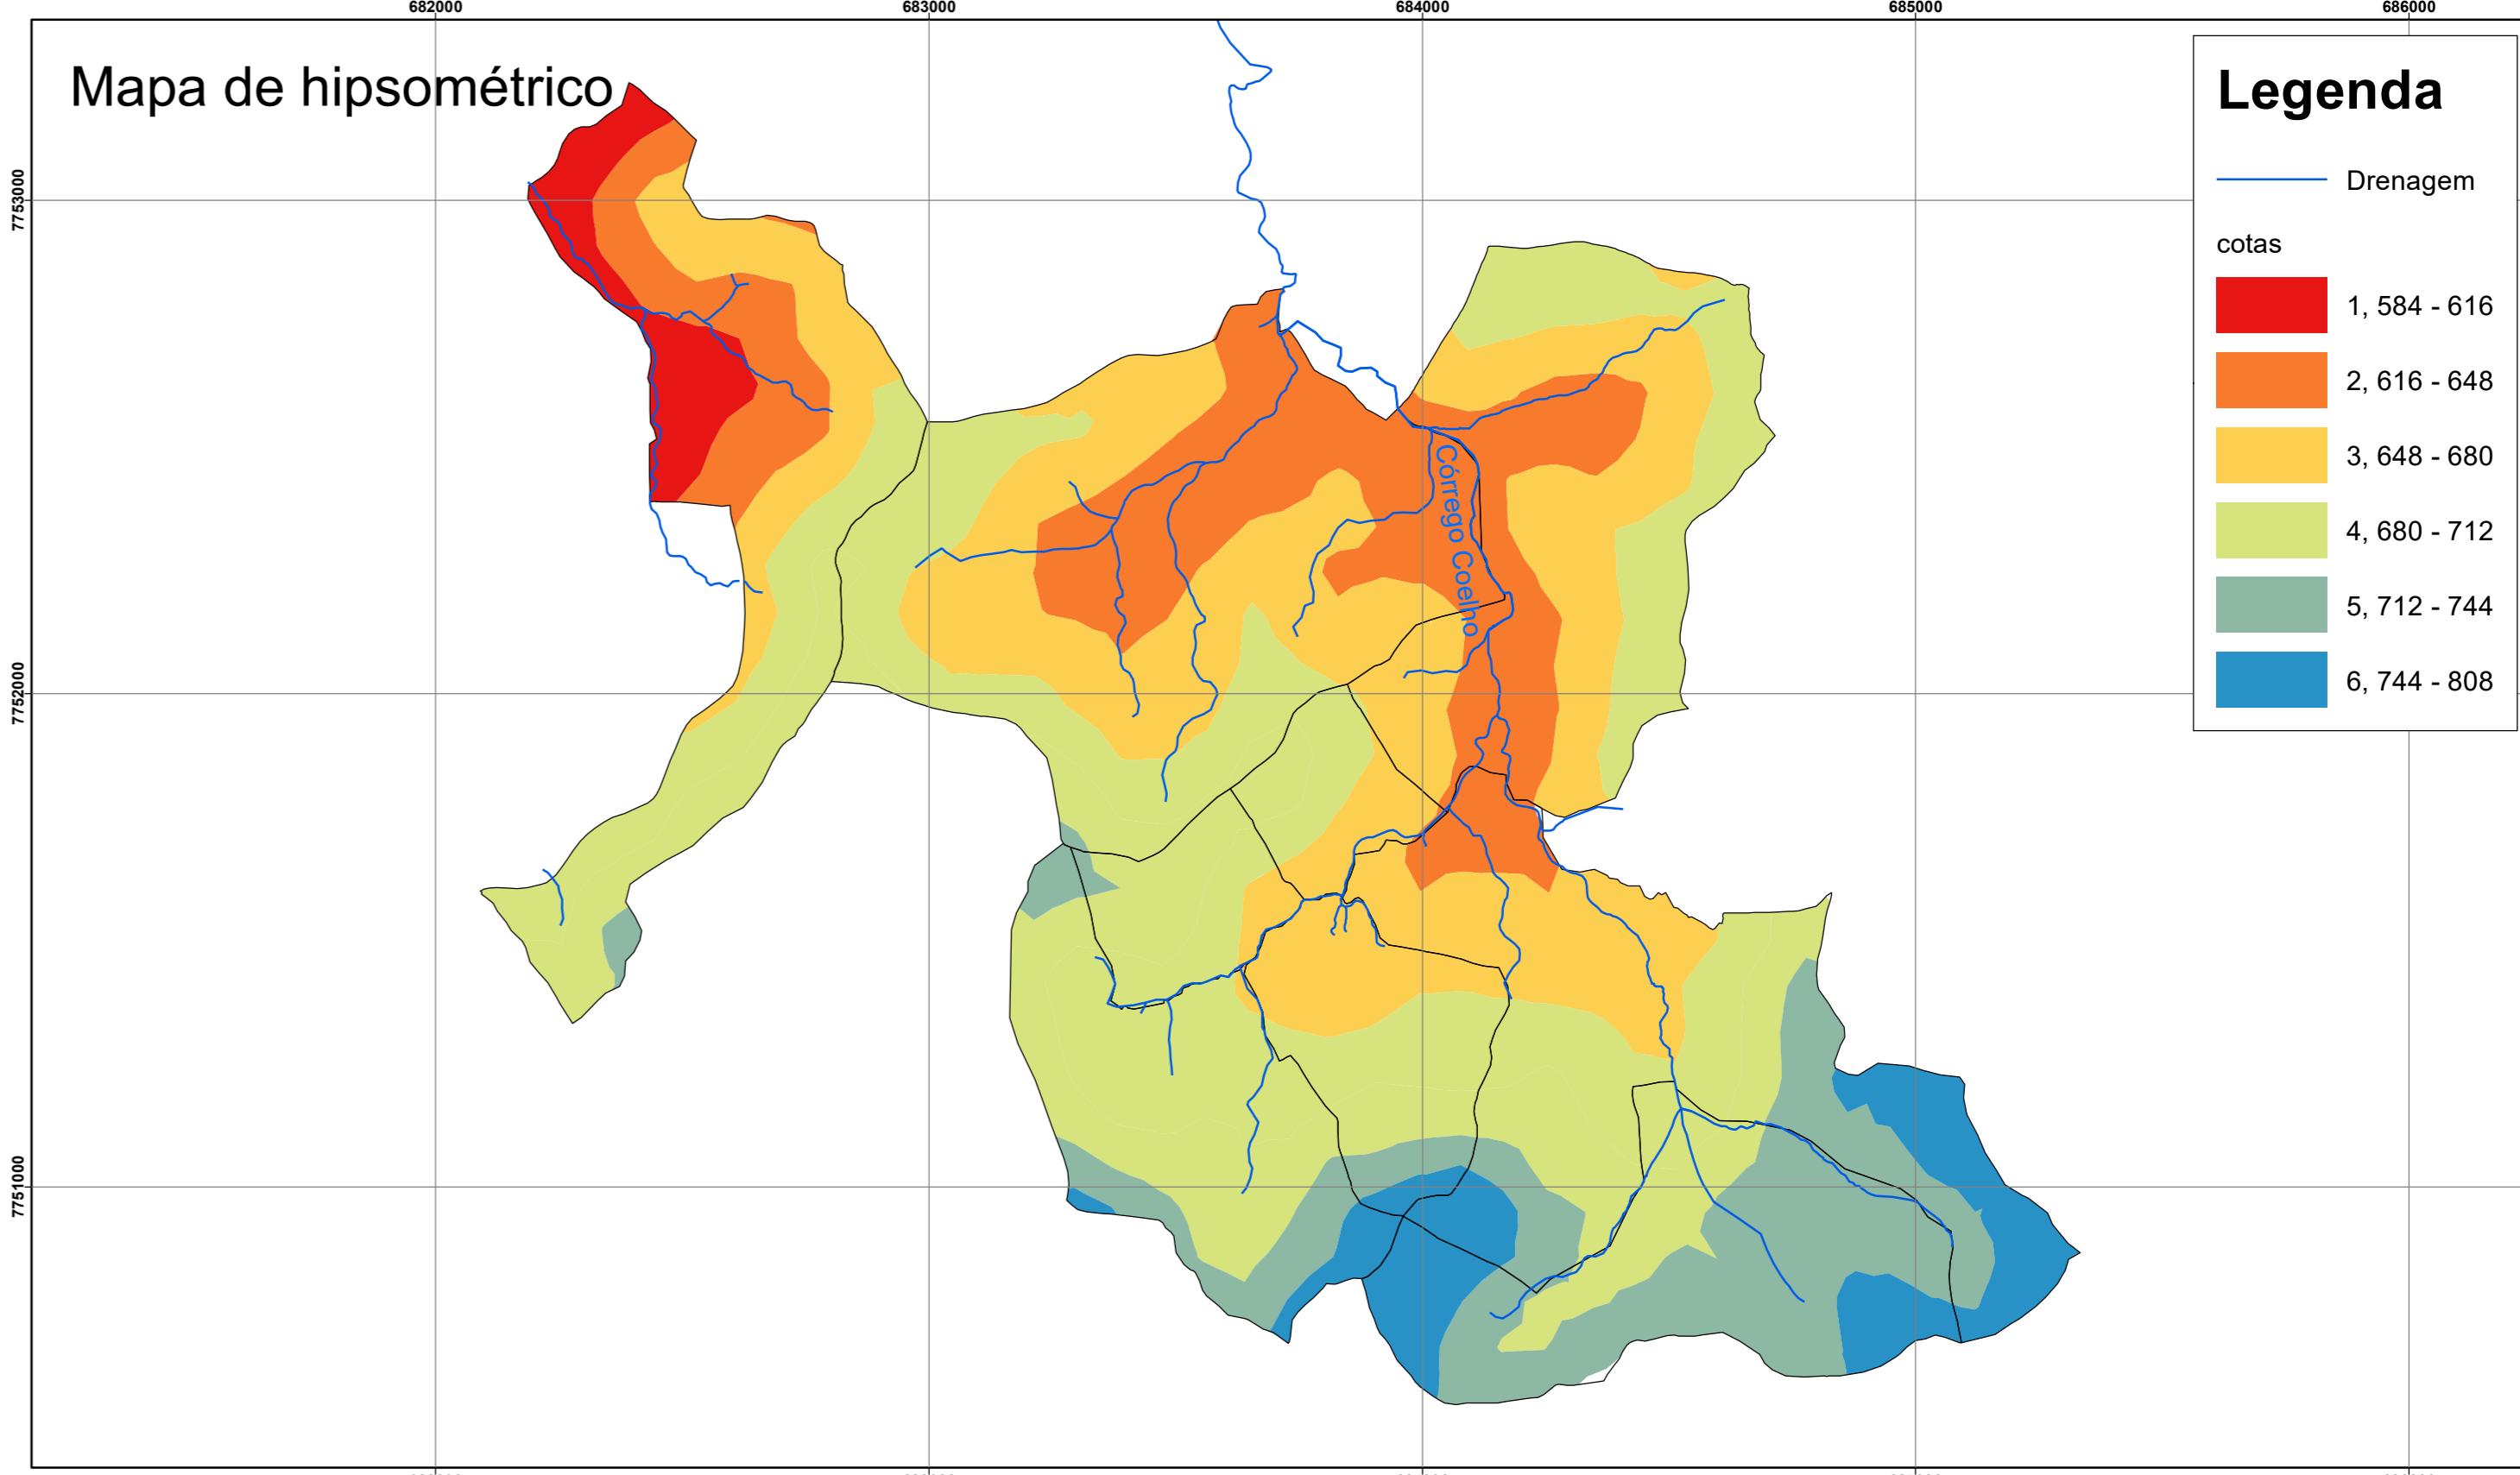 682000 683000 684000 685000 686000
Mapa de hipsométrico
Legenda
Drenagem
cotas
1, 584 - 616
2, 616 - 648
3, 648 - 680
4, 680 - 712
5, 712 - 744
6, 744 - 808
7753000
7752000
7751000
Córrego Coelho